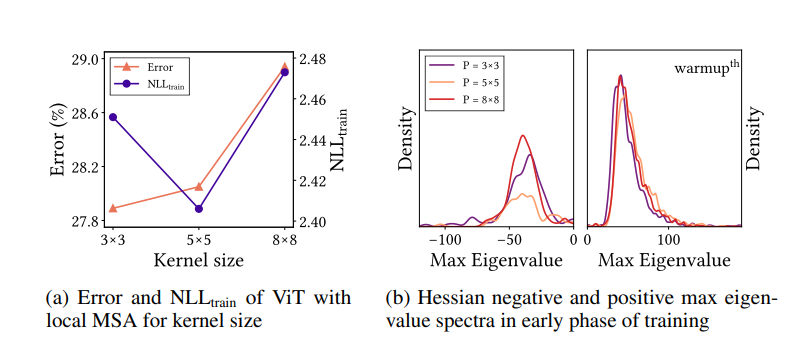 Error
NLLtrain
29.0
28.6
28.2
27.8
Error (%)
2.48
2.46
2.44
2.42
2.40
NLLtrain
3×3
5×5
8×8
Kernel size
(a) Error and NLLtrain of ViT with
local MSA for kernel size
P = 3×3
P = 5×5
P = 8×8
Density
−100
−50
0
Max Eigenvalue
warmupth
Density
0
100
Max Eigenvalue
(b) Hessian negative and positive max eigen-
value spectra in early phase of training